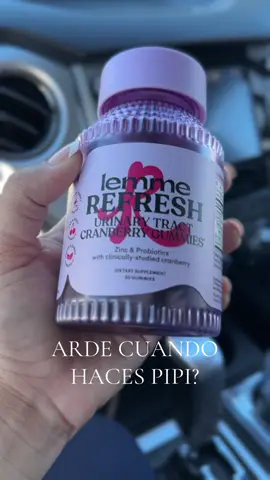 lemme
REFRESH
URINARY TRACT
CRANBERRY GUMMIES
Zinc & Probiotics
with clinically-studied cranberry
DIETARY SUPPLEMENT
ARDE CUANDO
HACES PIPI?